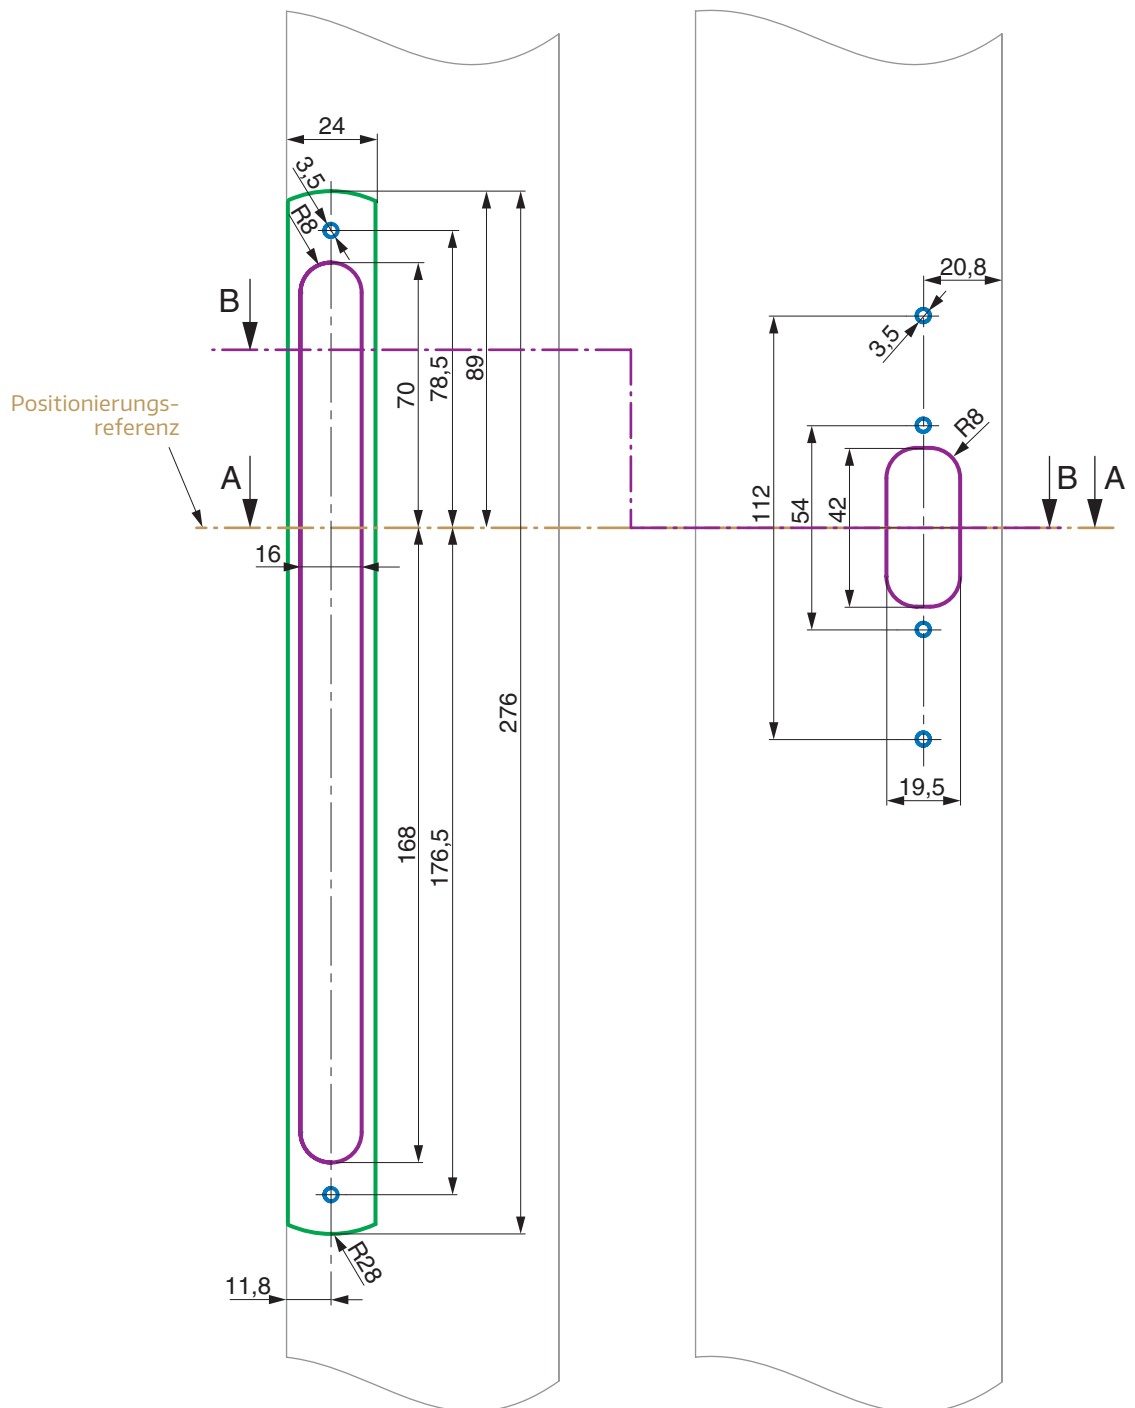 24
3,5
R8
20,8
3,5
B
78,5
89
70
Positionierungs-
referenz
R8
A
112
54
42
B
A
16
276
19,5
168
176,5
R28
11,8